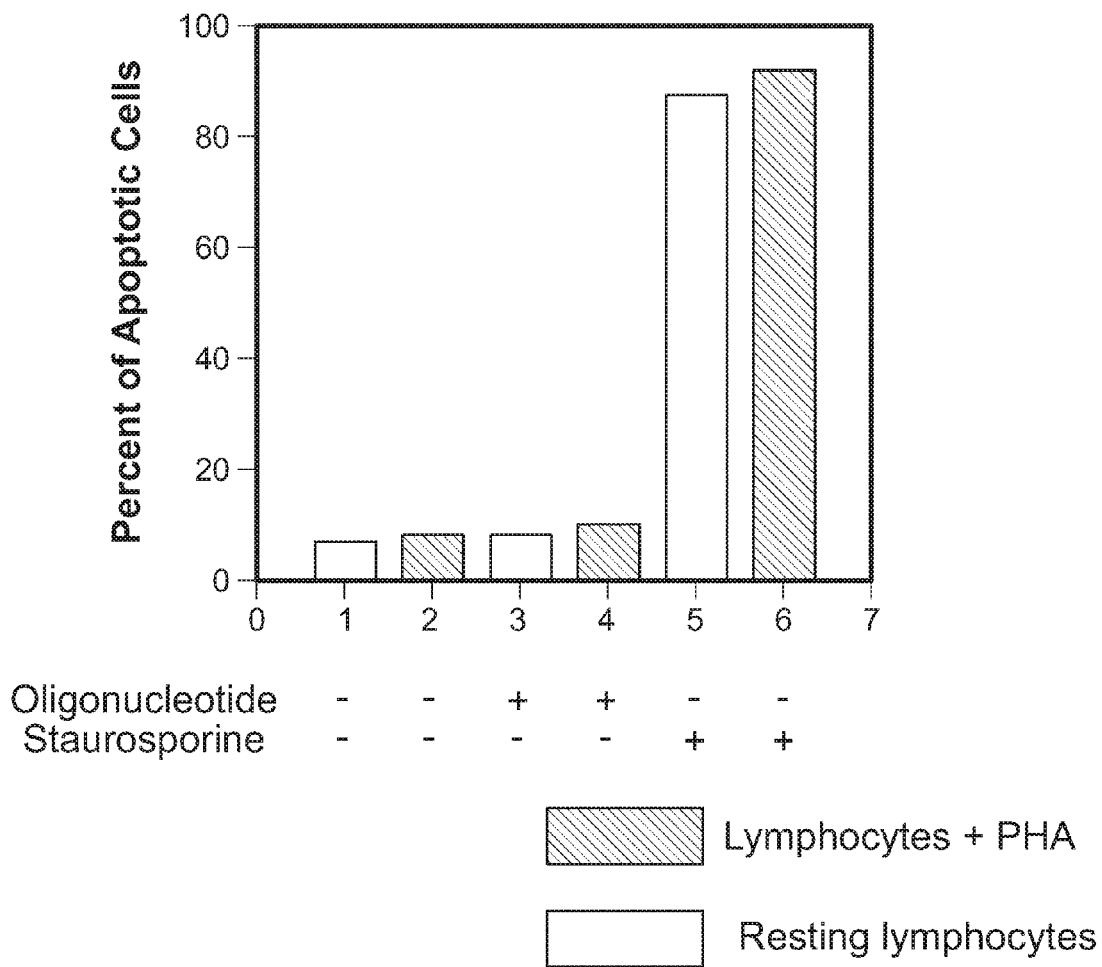 Percent of Apoptotic Cells
100
80
60
40
20
0
0 1 2 3 4 5 6 7
Oligonucleotide - - + + - -
Staurosporine - - - - + +
Lymphocytes + PHA
Resting lymphocytes